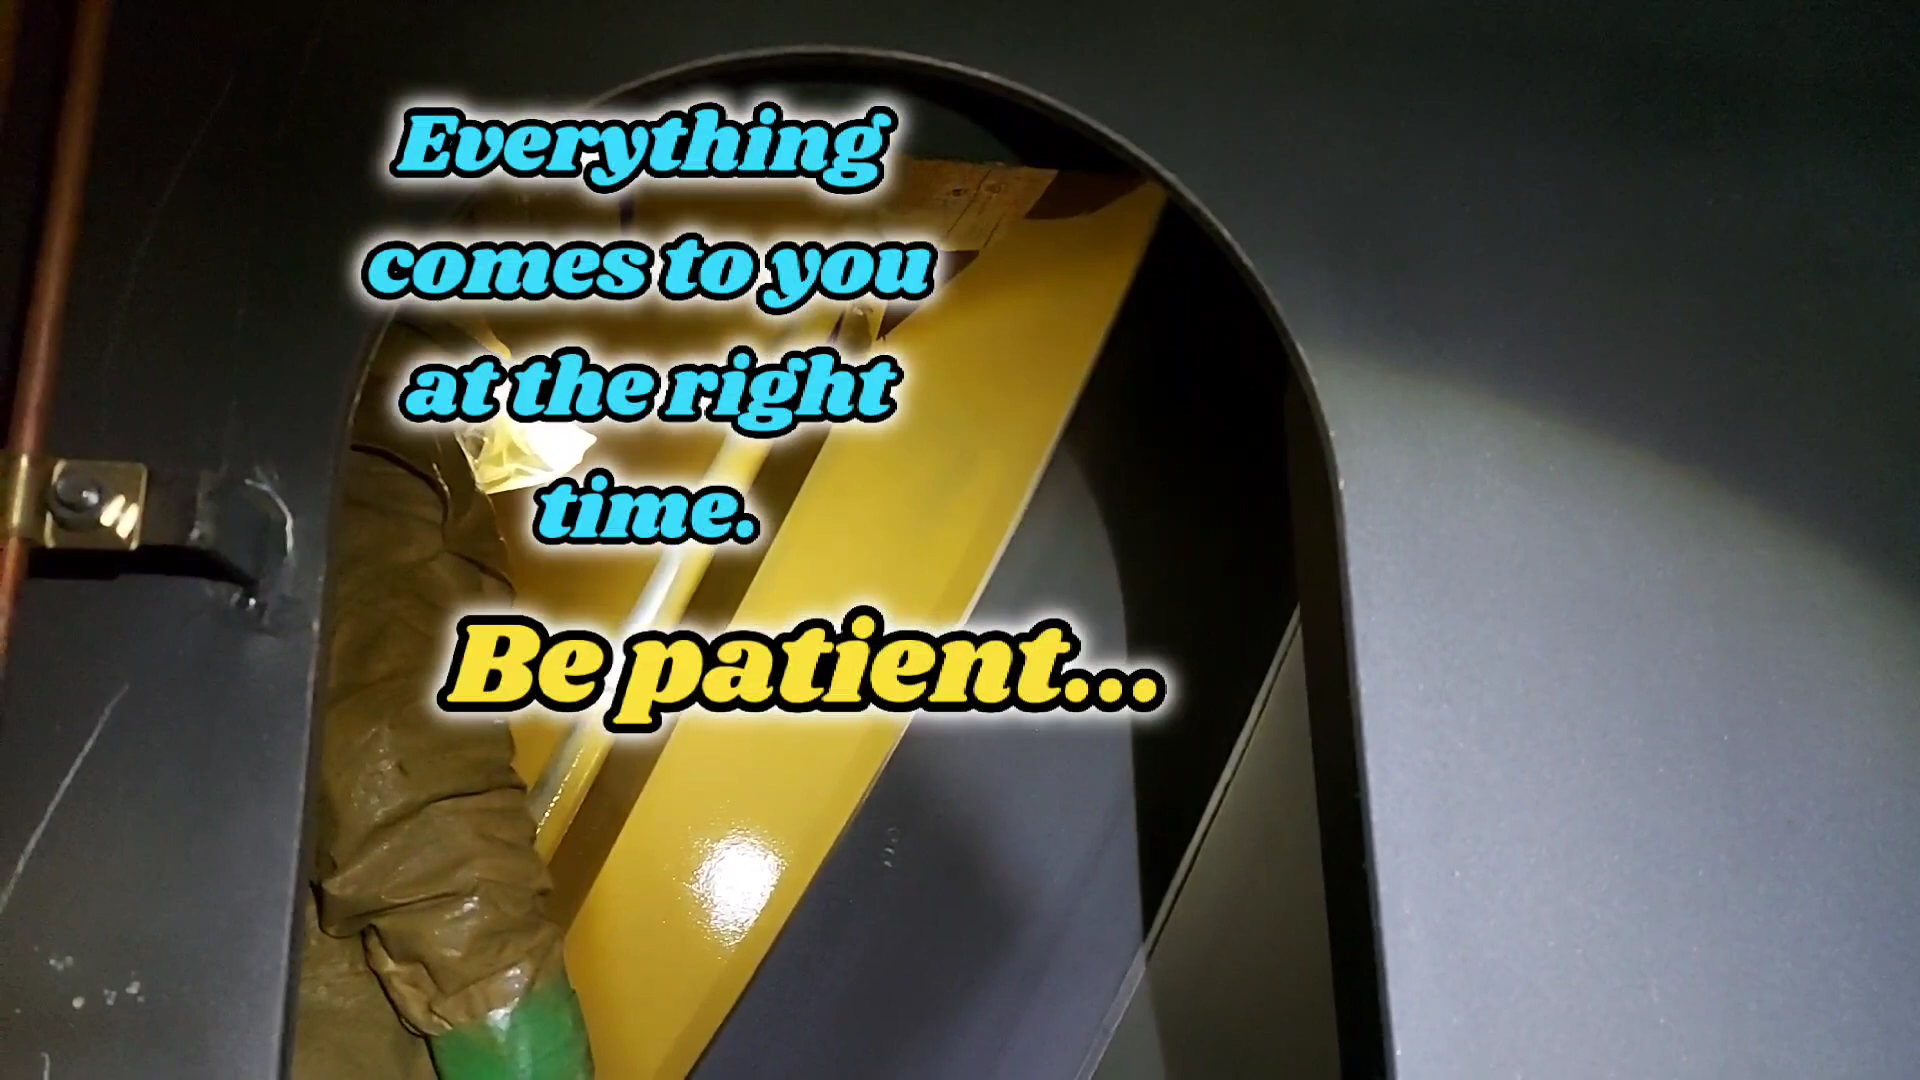 Everything
comes to you
at the right
time.
Be patient...